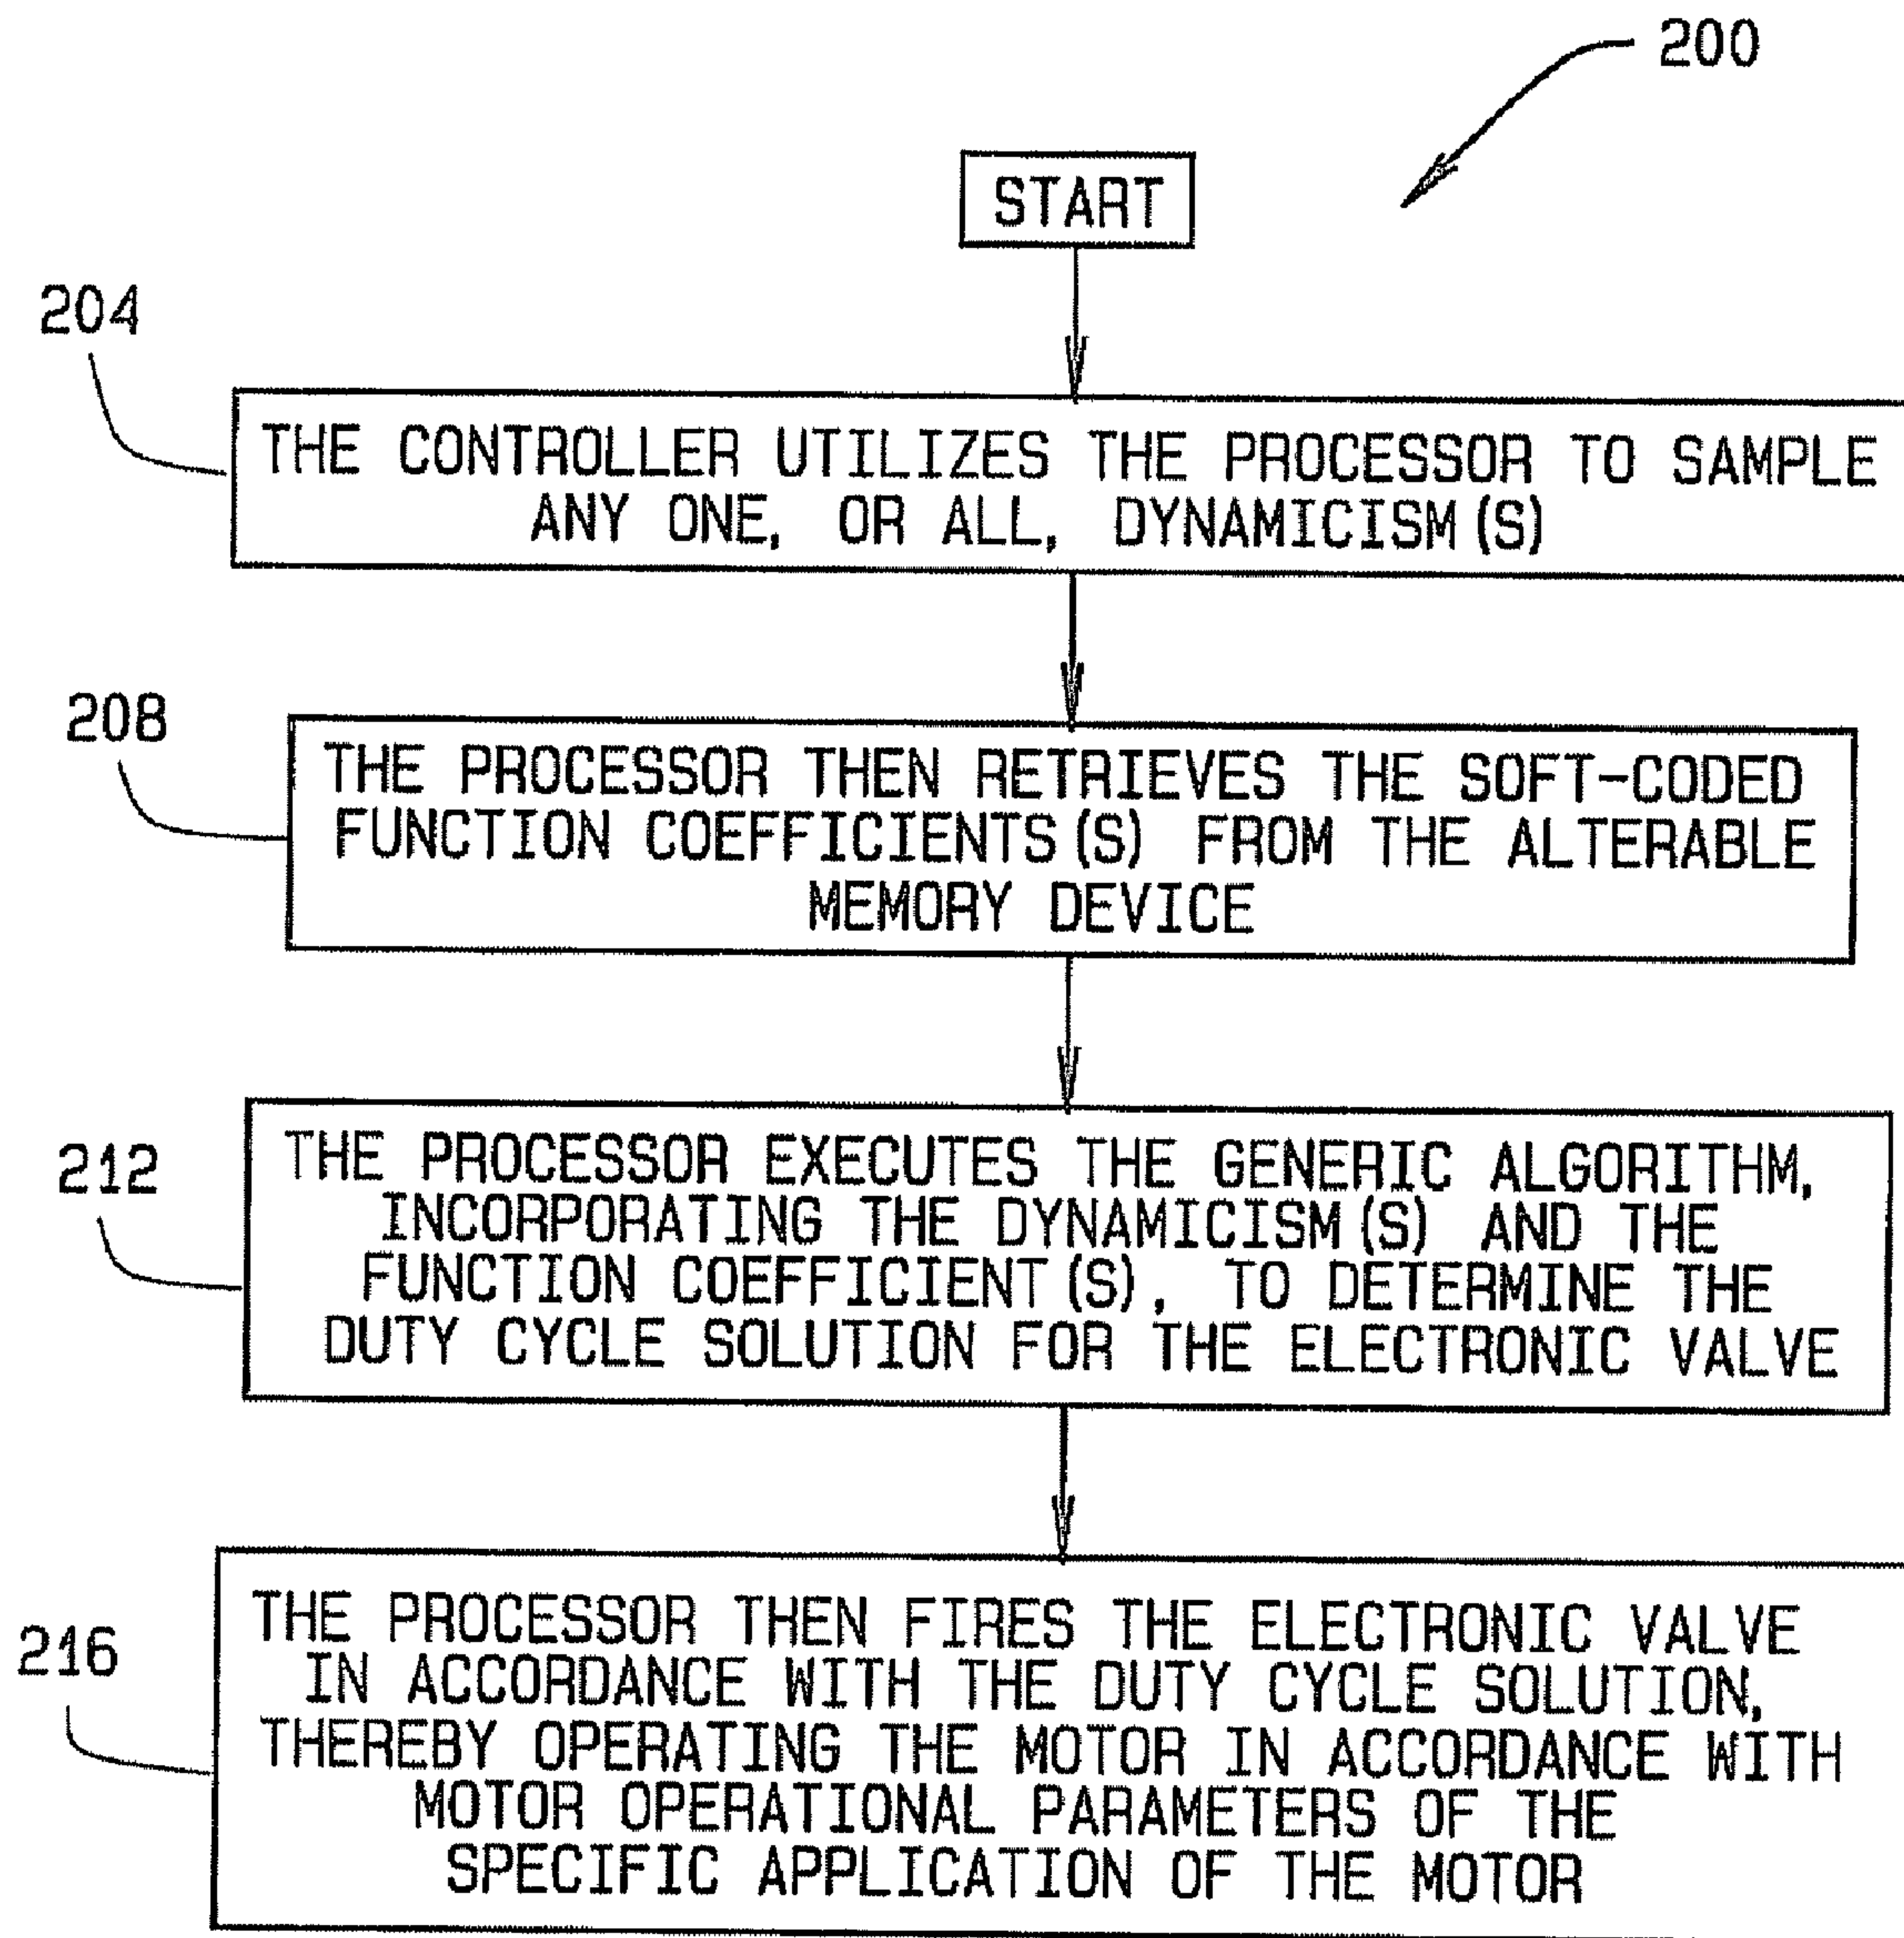 200
START
204
THE CONTROLLER UTILIZES THE PROCESSOR TO SAMPLE
ANY ONE, OR ALL, DYNAMICISM(S)
208
THE PROCESSOR THEN RETRIEVES THE SOFT-CODED
FUNCTION COEFFICIENTS(S) FROM THE ALTERABLE
MEMORY DEVICE
212
THE PROCESSOR EXECUTES THE GENERIC ALGORITHM,
INCORPORATING THE DYNAMICISM(S) AND THE
FUNCTION COEFFICIENT(S), TO DETERMINE THE
DUTY CYCLE SOLUTION FOR THE ELECTRONIC VALVE
216
THE PROCESSOR THEN FIRES THE ELECTRONIC VALVE
IN ACCORDANCE WITH THE DUTY CYCLE SOLUTION,
THEREBY OPERATING THE MOTOR IN ACCORDANCE WITH
MOTOR OPERATIONAL PARAMETERS OF THE
SPECIFIC APPLICATION OF THE MOTOR